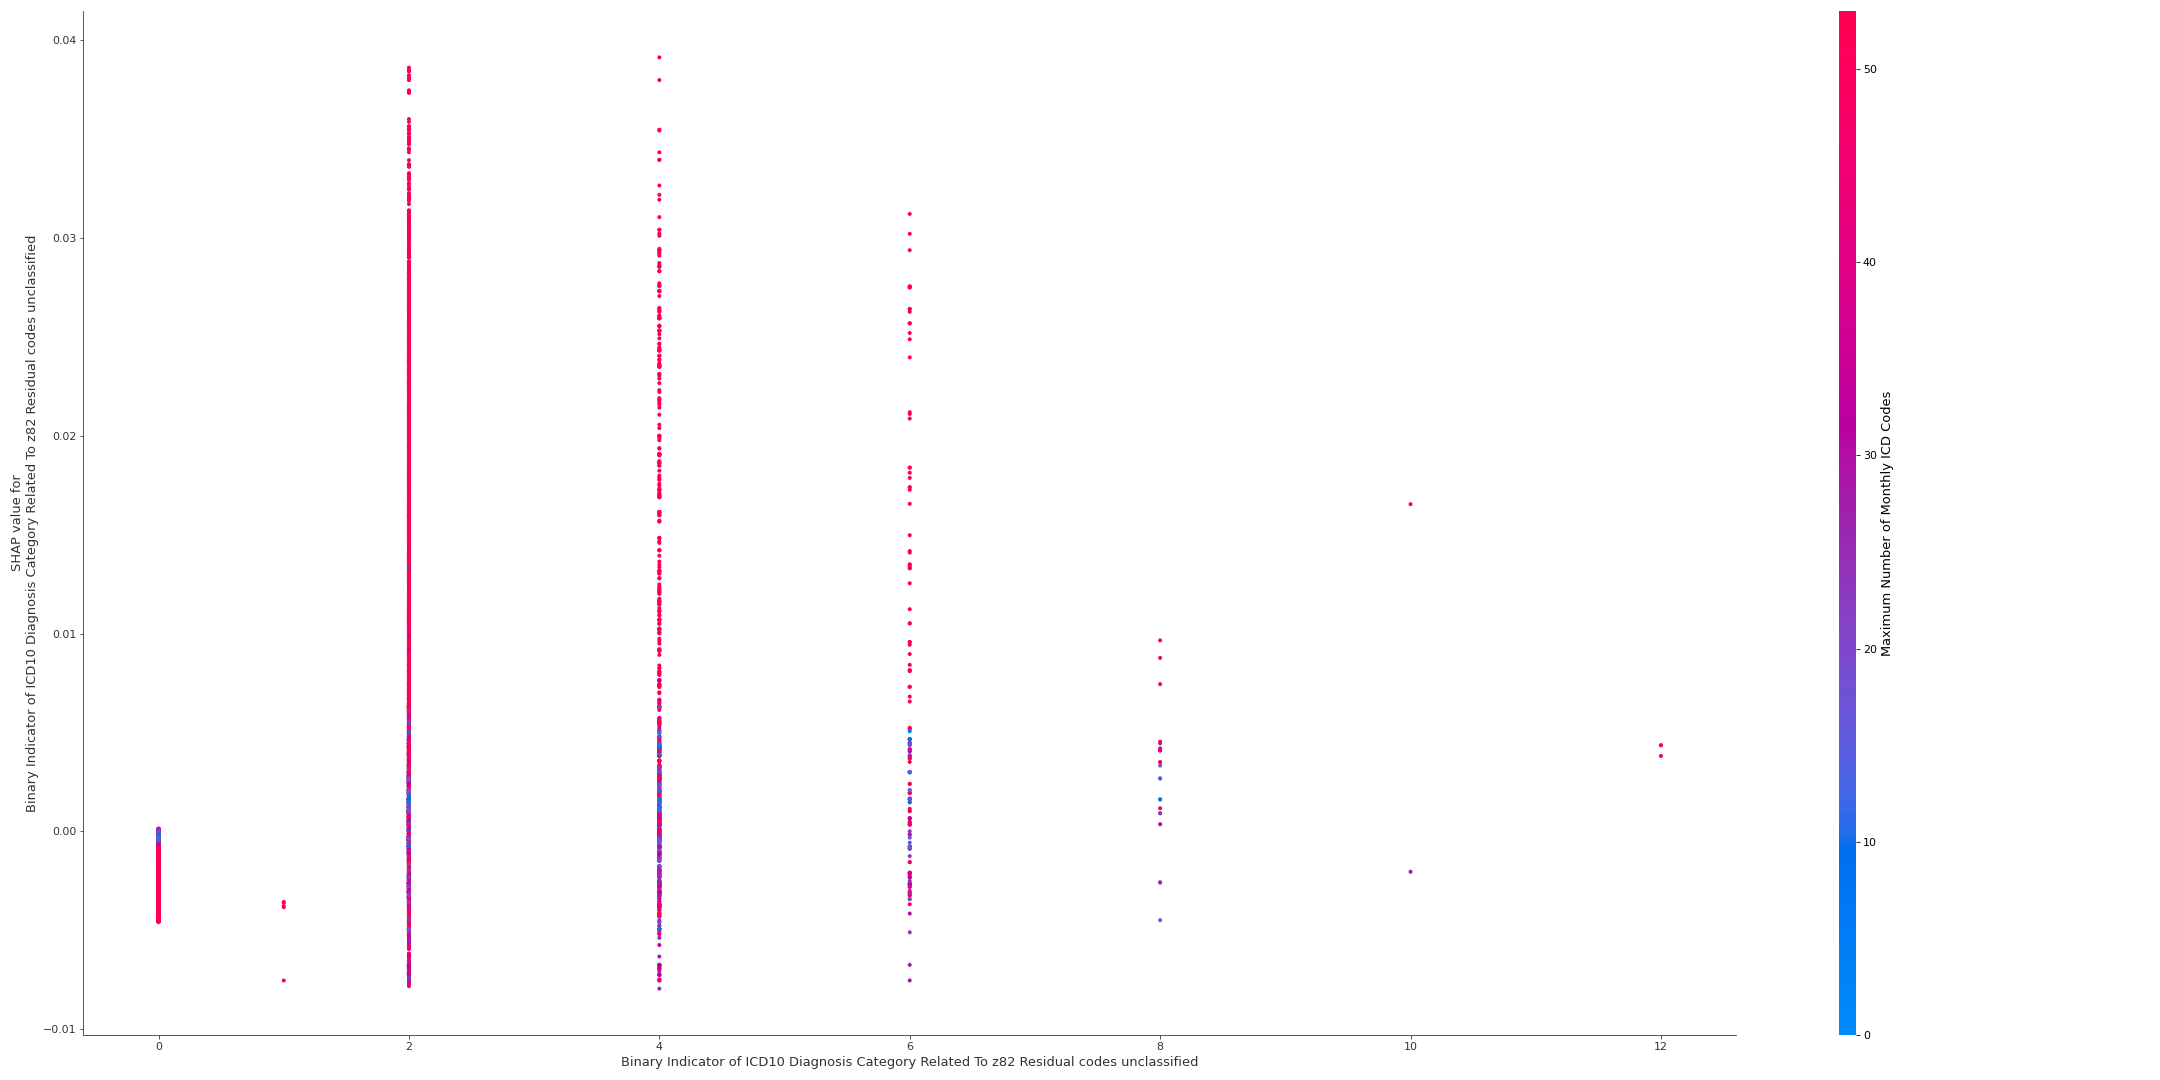 SHAP value for
Binary Indicator of ICD10 Diagnosis Category Related To z82 Residual codes unclassified
0.04
0.03
0.02
0.01
0.00
−0.01
0 2 4 6 8 10 12
Binary Indicator of ICD10 Diagnosis Category Related To z82 Residual codes unclassified
50
40
30
20
10
0
Maximum Number of Monthly ICD Codes